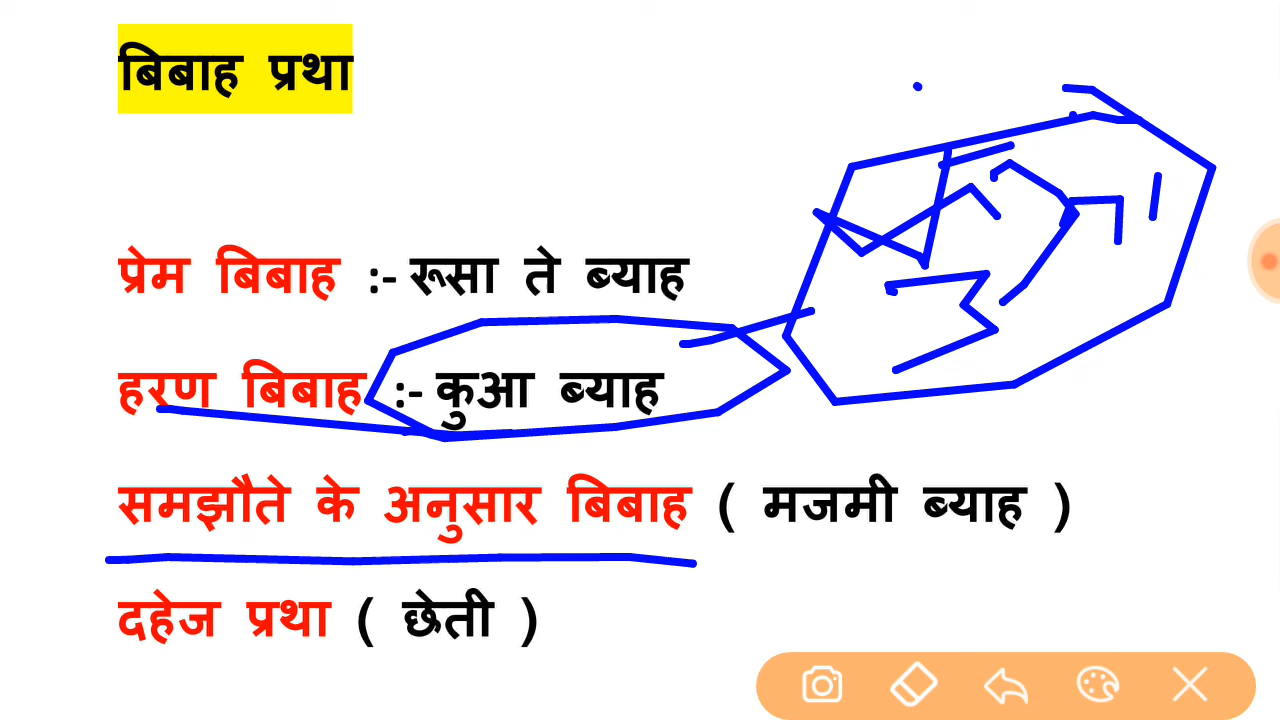 बिबाह प्रथा
प्रेम बिबाह :- रूसा ते ब्याह
हरण बिबाह :- कुआ ब्याह
समझौते के अनुसार बिबाह ( मजमी ब्याह )
दहेज प्रथा ( छेती )